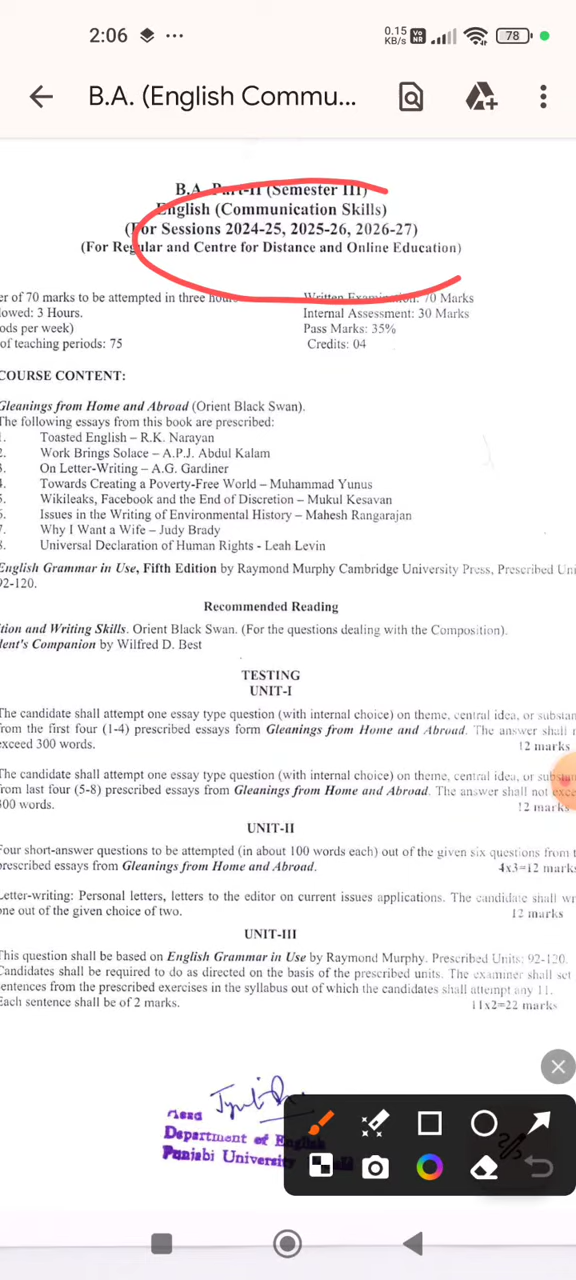 2:06 ...
0.15 KB/s Vo NR 78
B.A. (English Commu...
B.A. Part-II (Semester III)
English (Communication Skills)
(For Sessions 2024-25, 2025-26, 2026-27)
(For Regular and Centre for Distance and Online Education)
er of 70 marks to be attempted in three hours Written Examination: 70 Marks
lowed: 3 Hours. Internal Assessment: 30 Marks
ods per week) Pass Marks: 35%
of teaching periods: 75 Credits: 04
COURSE CONTENT:
Gleanings from Home and Abroad (Orient Black Swan).
The following essays from this book are prescribed:
Toasted English – R.K. Narayan
Work Brings Solace – A.P.J. Abdul Kalam
On Letter-Writing – A.G. Gardiner
Towards Creating a Poverty-Free World – Muhammad Yunus
Wikileaks, Facebook and the End of Discretion – Mukul Kesavan
Issues in the Writing of Environmental History – Mahesh Rangarajan
Why I Want a Wife – Judy Brady
Universal Declaration of Human Rights - Leah Levin
English Grammar in Use, Fifth Edition by Raymond Murphy Cambridge University Press, Prescribed Uni
92-120.
Recommended Reading
ition and Writing Skills. Orient Black Swan. (For the questions dealing with the Composition).
dent's Companion by Wilfred D. Best
TESTING
UNIT-I
The candidate shall attempt one essay type question (with internal choice) on theme, central idea, or substan
from the first four (1-4) prescribed essays form Gleanings from Home and Abroad. The answer shall n
exceed 300 words. 12 marks
The candidate shall attempt one essay type question (with internal choice) on theme, central idea, or substan
from last four (5-8) prescribed essays from Gleanings from Home and Abroad. The answer shall not exce
300 words. 12 marks
UNIT-II
Four short-answer questions to be attempted (in about 100 words each) out of the given six questions from t
prescribed essays from Gleanings from Home and Abroad. 4x3=12 marks
Letter-writing: Personal letters, letters to the editor on current issues applications. The candidate shall wr
one out of the given choice of two. 12 marks
UNIT-III
This question shall be based on English Grammar in Use by Raymond Murphy. Prescribed Units: 92-120.
Candidates shall be required to do as directed on the basis of the prescribed units. The examiner shall set
sentences from the prescribed exercises in the syllabus out of which the candidates shall attempt any 11.
Each sentence shall be of 2 marks. 11x2=22 marks
Head
Department of English
Punjabi University